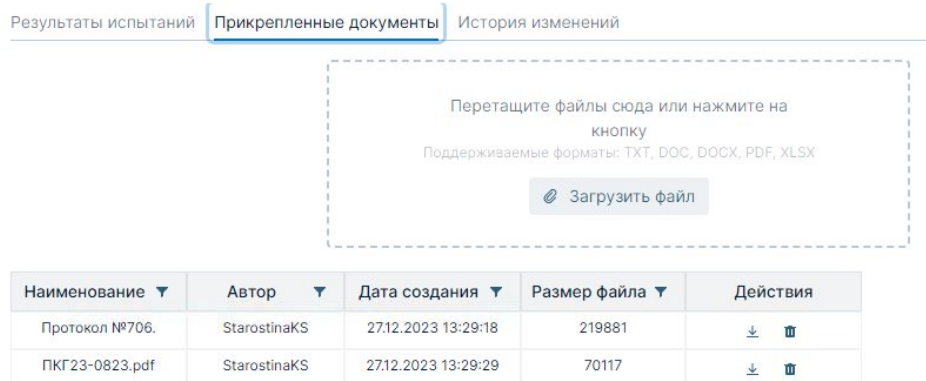 Результаты испытаний Прикрепленные документы История изменений
Перетащите файлы сюда или нажмите на
кнопку
Поддерживаемые форматы: TXT, DOC, DOCX, PDF, XLSX
Загрузить файл
Наименование Автор Дата создания Размер файла Действия
Протокол №706. StarostinaKS 27.12.2023 13:29:18 219881
ПКГ23-0823.pdf StarostinaKS 27.12.2023 13:29:29 70117